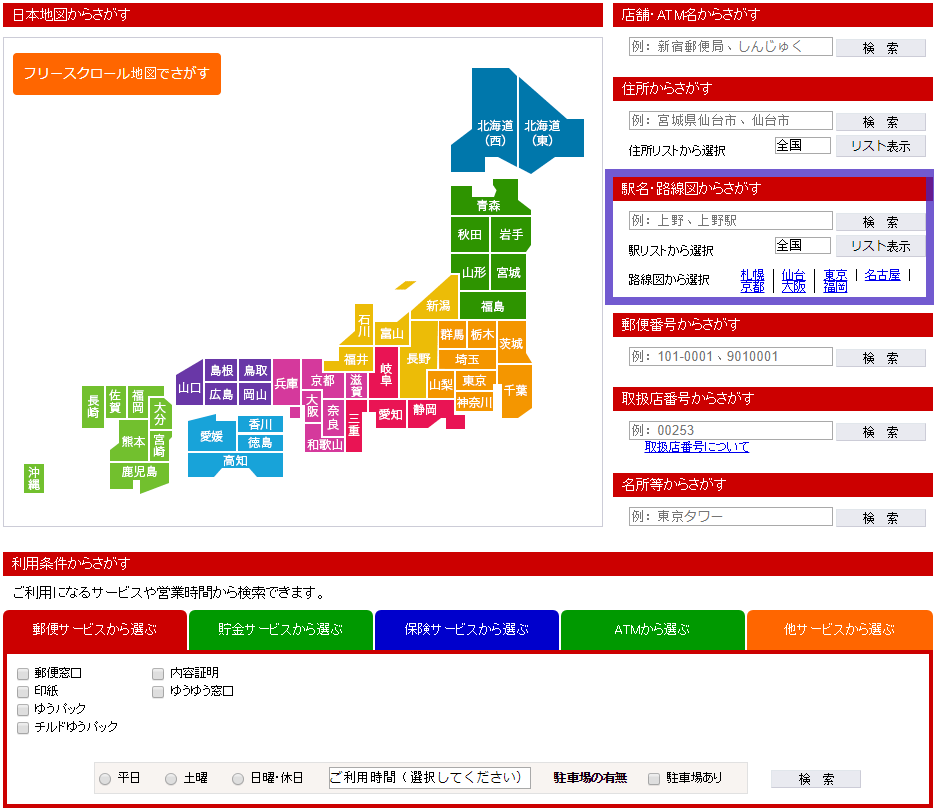 日本地図からさがす
フリースクロール地図でさがす
北海道
(西)
北海道
(東)
青森
秋田
岩手
山形
宮城
福島
新潟
石川
富山
福井
長野
群馬
栃木
茨城
埼玉
山梨
東京
千葉
神奈川
岐阜
愛知
静岡
三重
滋賀
京都
兵庫
大阪
奈良
和歌山
島根
鳥取
山口
広島
岡山
香川
愛媛
徳島
高知
長崎
佐賀
福岡
大分
熊本
宮崎
鹿児島
沖縄
店舗・ATM名からさがす
例： 新宿郵便局、しんじゅく
検 索
住所からさがす
例： 宮城県仙台市、仙台市
検 索
住所リストから選択
全国
リスト表示
駅名・路線図からさがす
例： 上野、上野駅
検 索
駅リストから選択
全国
リスト表示
路線図から選択
札幌 | 仙台 | 東京 | 名古屋 |
京都 | 大阪 | 福岡
郵便番号からさがす
例： 101-0001、9010001
検 索
取扱店番号からさがす
例： 00253
検 索
取扱店番号について
名所等からさがす
例： 東京タワー
検 索
利用条件からさがす
ご利用になるサービスや営業時間から検索できます。
郵便サービスから選ぶ
貯金サービスから選ぶ
保険サービスから選ぶ
ATMから選ぶ
他サービスから選ぶ
郵便窓口
内容証明
印紙
ゆうゆう窓口
ゆうパック
チルドゆうパック
平日
土曜
日曜・休日
ご利用時間（選択してください）
駐車場の有無
駐車場あり
検 索